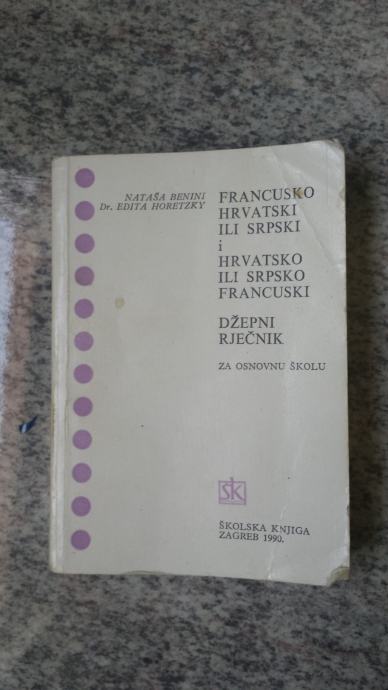 NATAŠA BENINI
Dr. EDITA HORETZKY
FRANCUSKO
HRVATSKI
ILI SRPSKI
i
HRVATSKO
ILI SRPSKO
FRANCUSKI
DŽEPNI
RJEČNIK
ZA OSNOVNU ŠKOLU
šk
ŠKOLSKA KNJIGA
ZAGREB 1990.